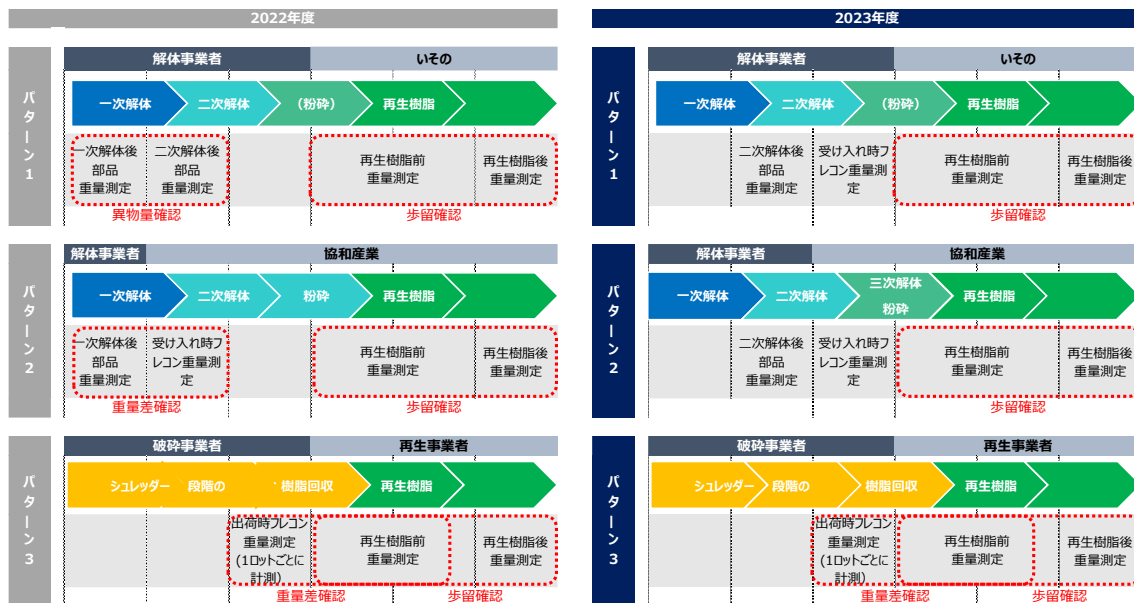 2022年度
パターン1
解体事業者
いその
一次解体
二次解体
（粉砕）
再生樹脂
一次解体後
部品
重量測定
二次解体後
部品
重量測定
再生樹脂前
重量測定
再生樹脂後
重量測定
異物量確認
歩留確認
パターン2
解体事業者
協和産業
一次解体
二次解体
粉砕
再生樹脂
一次解体後
部品
重量測定
受け入れ時フ
レコン重量測
定
再生樹脂前
重量測定
再生樹脂後
重量測定
重量差確認
歩留確認
パターン3
破砕事業者
再生事業者
シュレッダー
段階の
樹脂回収
再生樹脂
出荷時フレコン
重量測定
(1ロットごとに
計測)
再生樹脂前
重量測定
再生樹脂後
重量測定
重量差確認
歩留確認
2023年度
パターン1
解体事業者
いその
一次解体
二次解体
（粉砕）
再生樹脂
二次解体後
部品
重量測定
受け入れ時フ
レコン重量測
定
再生樹脂前
重量測定
再生樹脂後
重量測定
歩留確認
パターン2
解体事業者
協和産業
一次解体
二次解体
三次解体
粉砕
再生樹脂
二次解体後
部品
重量測定
受け入れ時フ
レコン重量測
定
再生樹脂前
重量測定
再生樹脂後
重量測定
歩留確認
パターン3
破砕事業者
再生事業者
シュレッダー
段階の
樹脂回収
再生樹脂
出荷時フレコン
重量測定
(1ロットごとに
計測)
再生樹脂前
重量測定
再生樹脂後
重量測定
重量差確認
歩留確認